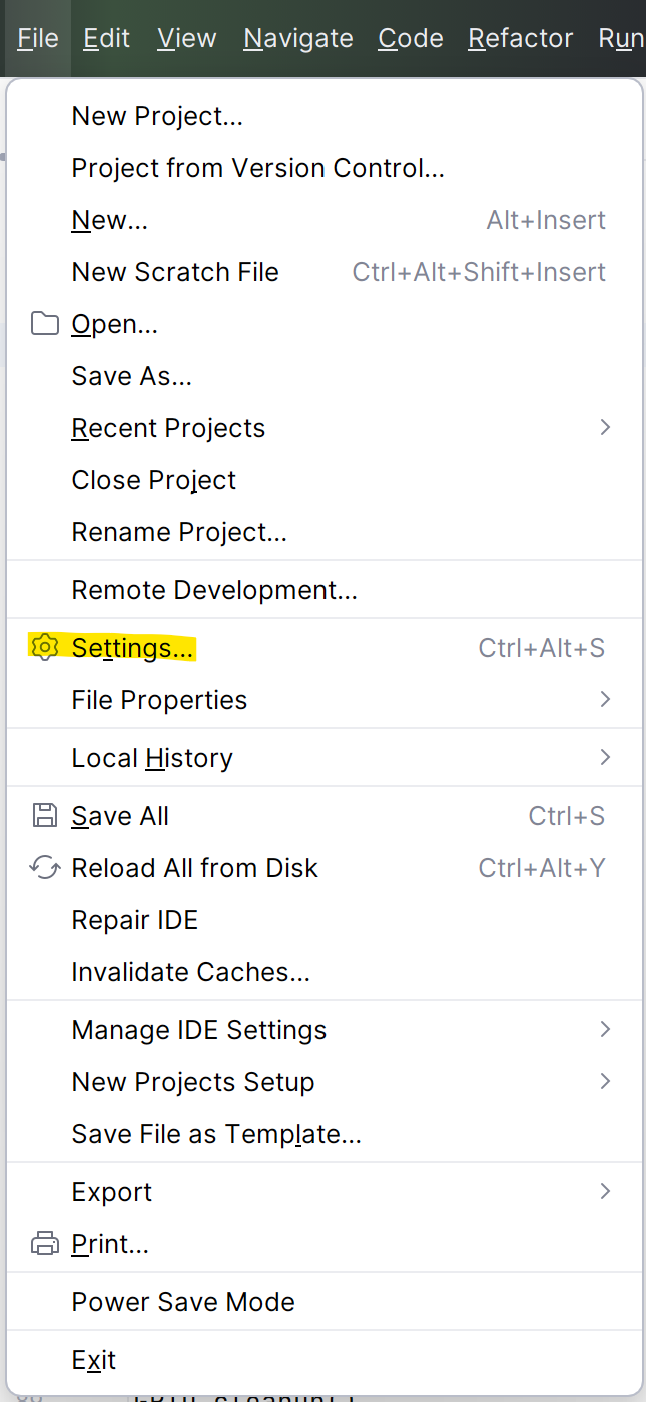 File Edit View Navigate Code Refactor Run
New Project...
Project from Version Control...
New... Alt+Insert
New Scratch File Ctrl+Alt+Shift+Insert
Open...
Save As...
Recent Projects
Close Project
Rename Project...
Remote Development...
Settings... Ctrl+Alt+S
File Properties
Local History
Save All Ctrl+S
Reload All from Disk Ctrl+Alt+Y
Repair IDE
Invalidate Caches...
Manage IDE Settings
New Projects Setup
Save File as Template...
Export
Print...
Power Save Mode
Exit